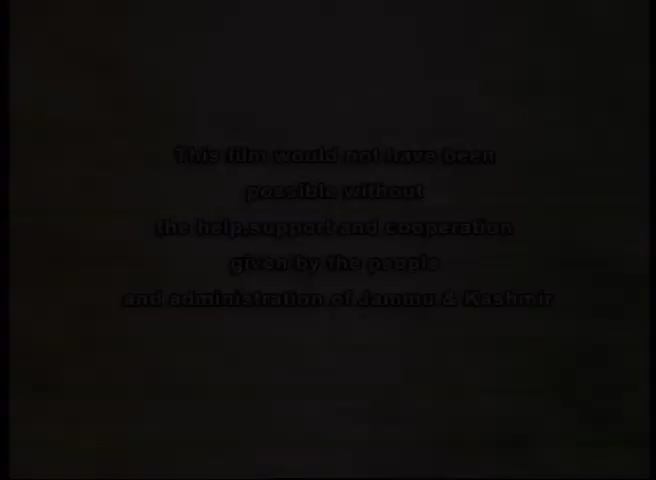 This film would not have been
possible without
the help,support and cooperation
given by the people
and administration of Jammu & Kashmir